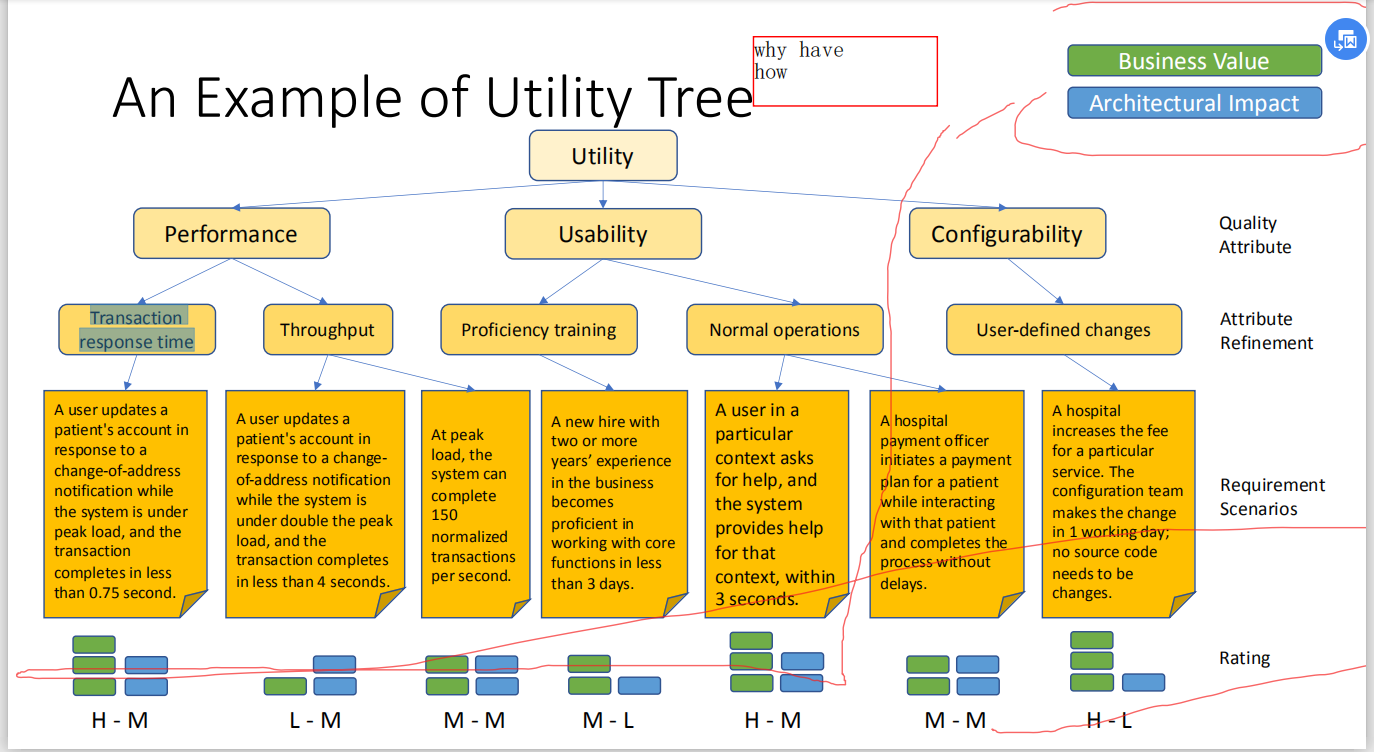 why have
how
An Example of Utility Tree
Business Value
Architectural Impact
Utility
Performance
Usability
Configurability
Quality
Attribute
Transaction
response time
Throughput
Proficiency training
Normal operations
User-defined changes
Attribute
Refinement
A user updates a
patient's account in
response to a
change-of-address
notification while
the system is under
peak load, and the
transaction
completes in less
than 0.75 second.
A user updates a
patient's account in
response to a change-
of-address notification
while the system is
under double the peak
load, and the
transaction completes
in less than 4 seconds.
At peak
load, the
system can
complete
150
normalized
transactions
per second.
A new hire with
two or more
years’ experience
in the business
becomes
proficient in
working with core
functions in less
than 3 days.
A user in a
particular
context asks
for help, and
the system
provides help
for that
context, within
3 seconds.
A hospital
payment officer
initiates a payment
plan for a patient
while interacting
with that patient
and completes the
process without
delays.
A hospital
increases the fee
for a particular
service. The
configuration team
makes the change
in 1 working day;
no source code
needs to be
changes.
Requirement
Scenarios
Rating
H - M
L - M
M - M
M - L
H - M
M - M
H - L